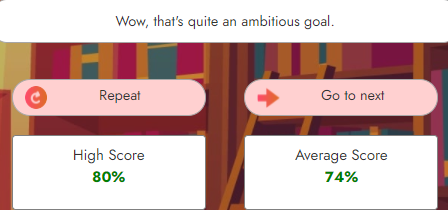 Wow, that's quite an ambitious goal.
Repeat
Go to next
High Score
80%
Average Score
74%